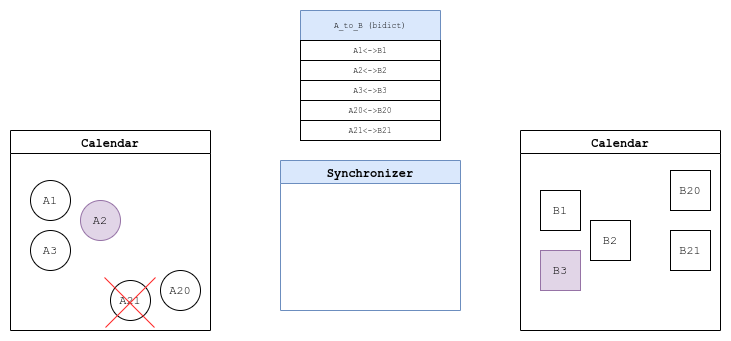 A_to_B (bidict)
A1<->B1
A2<->B2
A3<->B3
A20<->B20
A21<->B21
Calendar
A1
A2
A3
A20
A21
Synchronizer
Calendar
B20
B1
B2
B21
B3